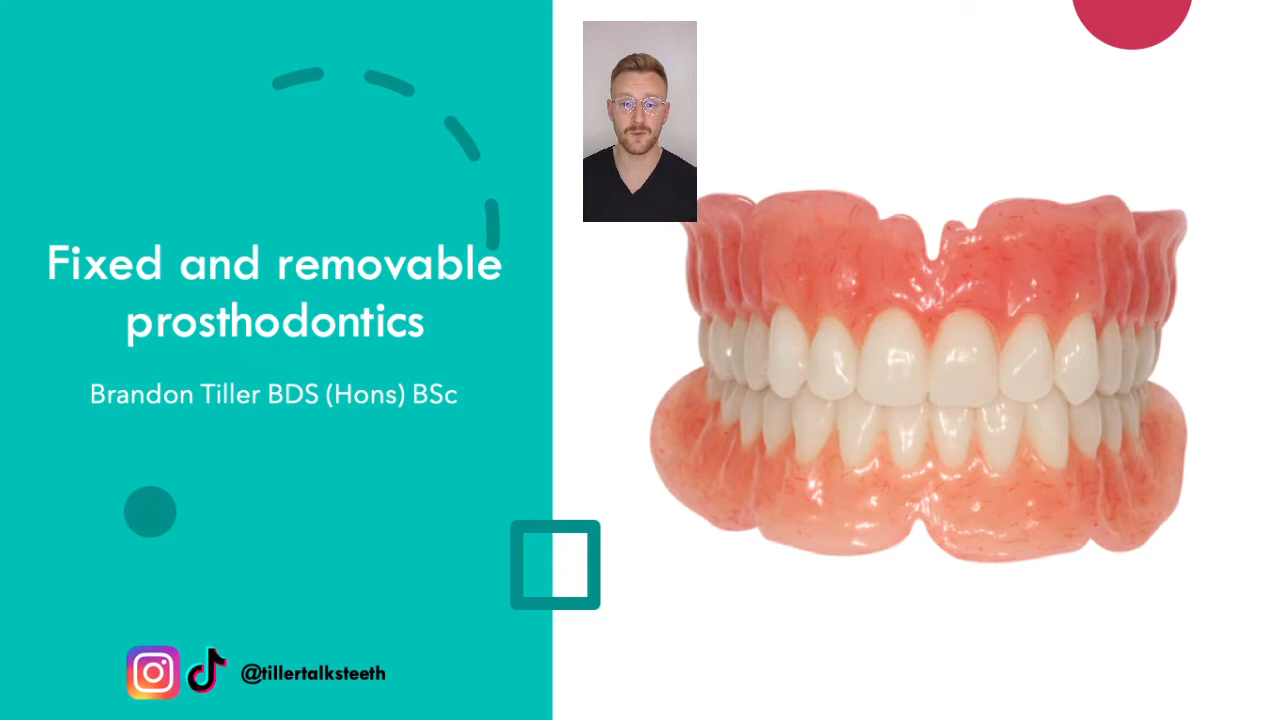 Fixed and removable
prosthodontics
Brandon Tiller BDS (Hons) BSc
@tillertalksteeth